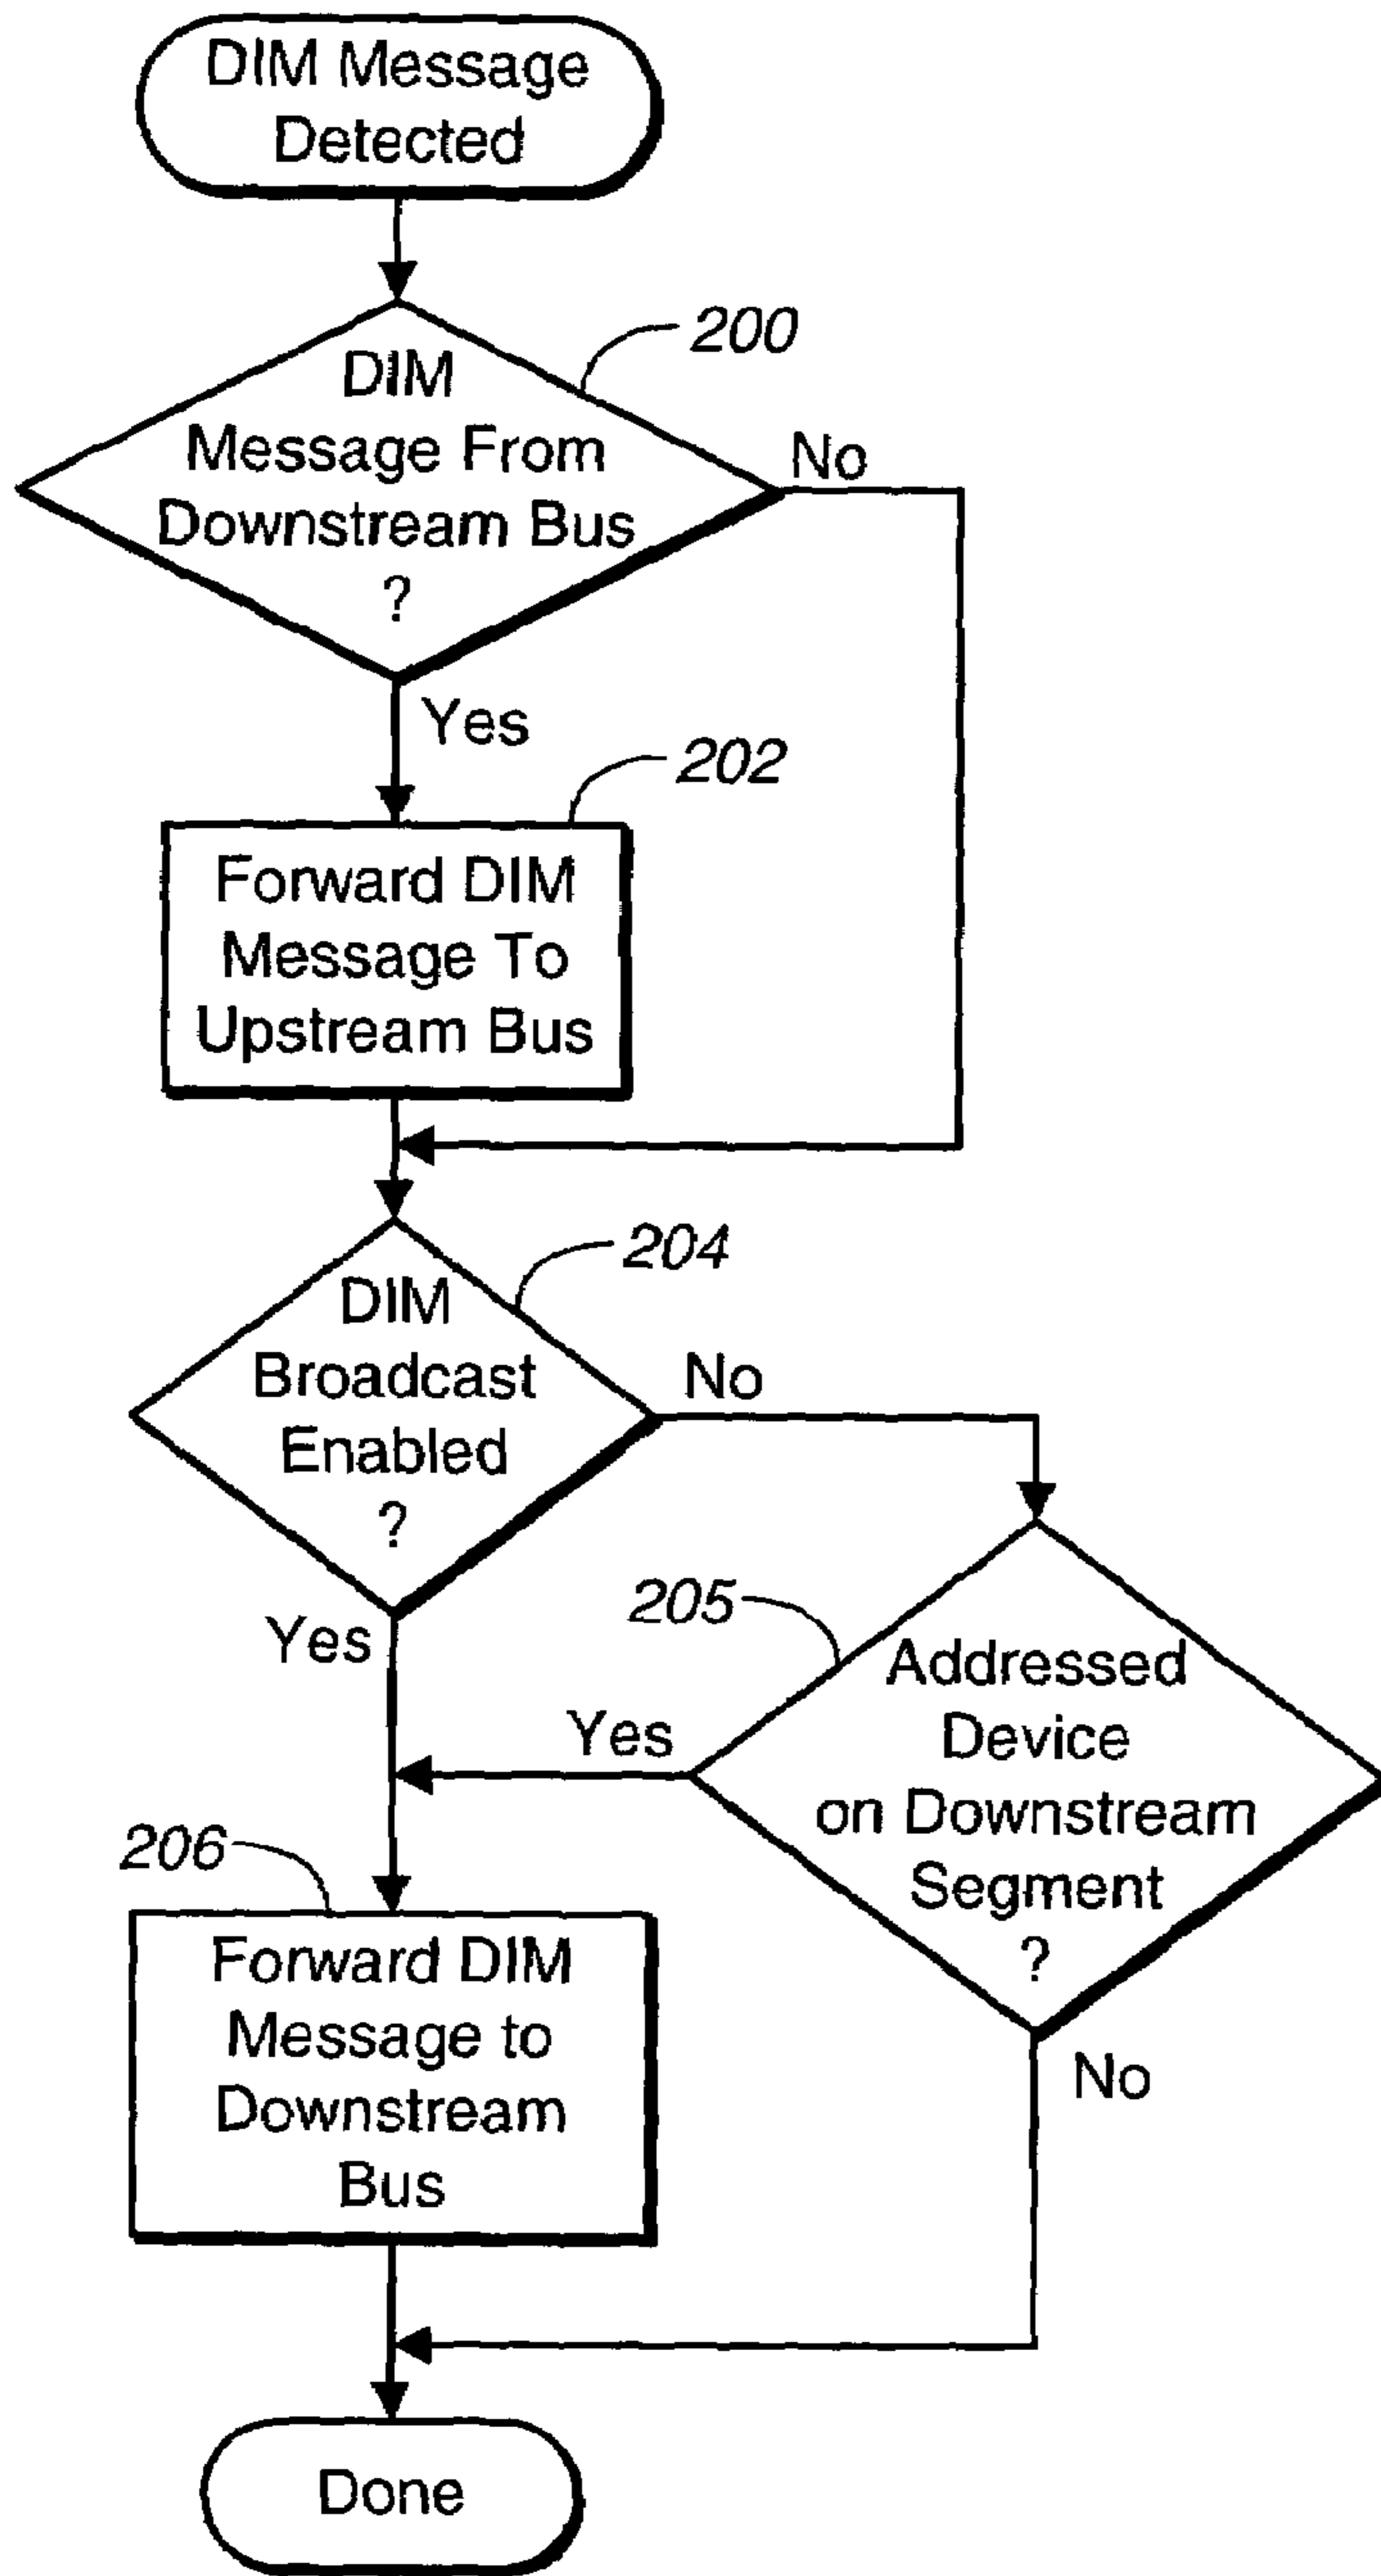 DIM Message
Detected
200
DIM
Message From
Downstream Bus
?
No
Yes
202
Forward DIM
Message To
Upstream Bus
204
DIM
Broadcast
Enabled
?
No
Yes
205
Addressed
Device
on Downstream
Segment
?
Yes
No
206
Forward DIM
Message to
Downstream
Bus
Done